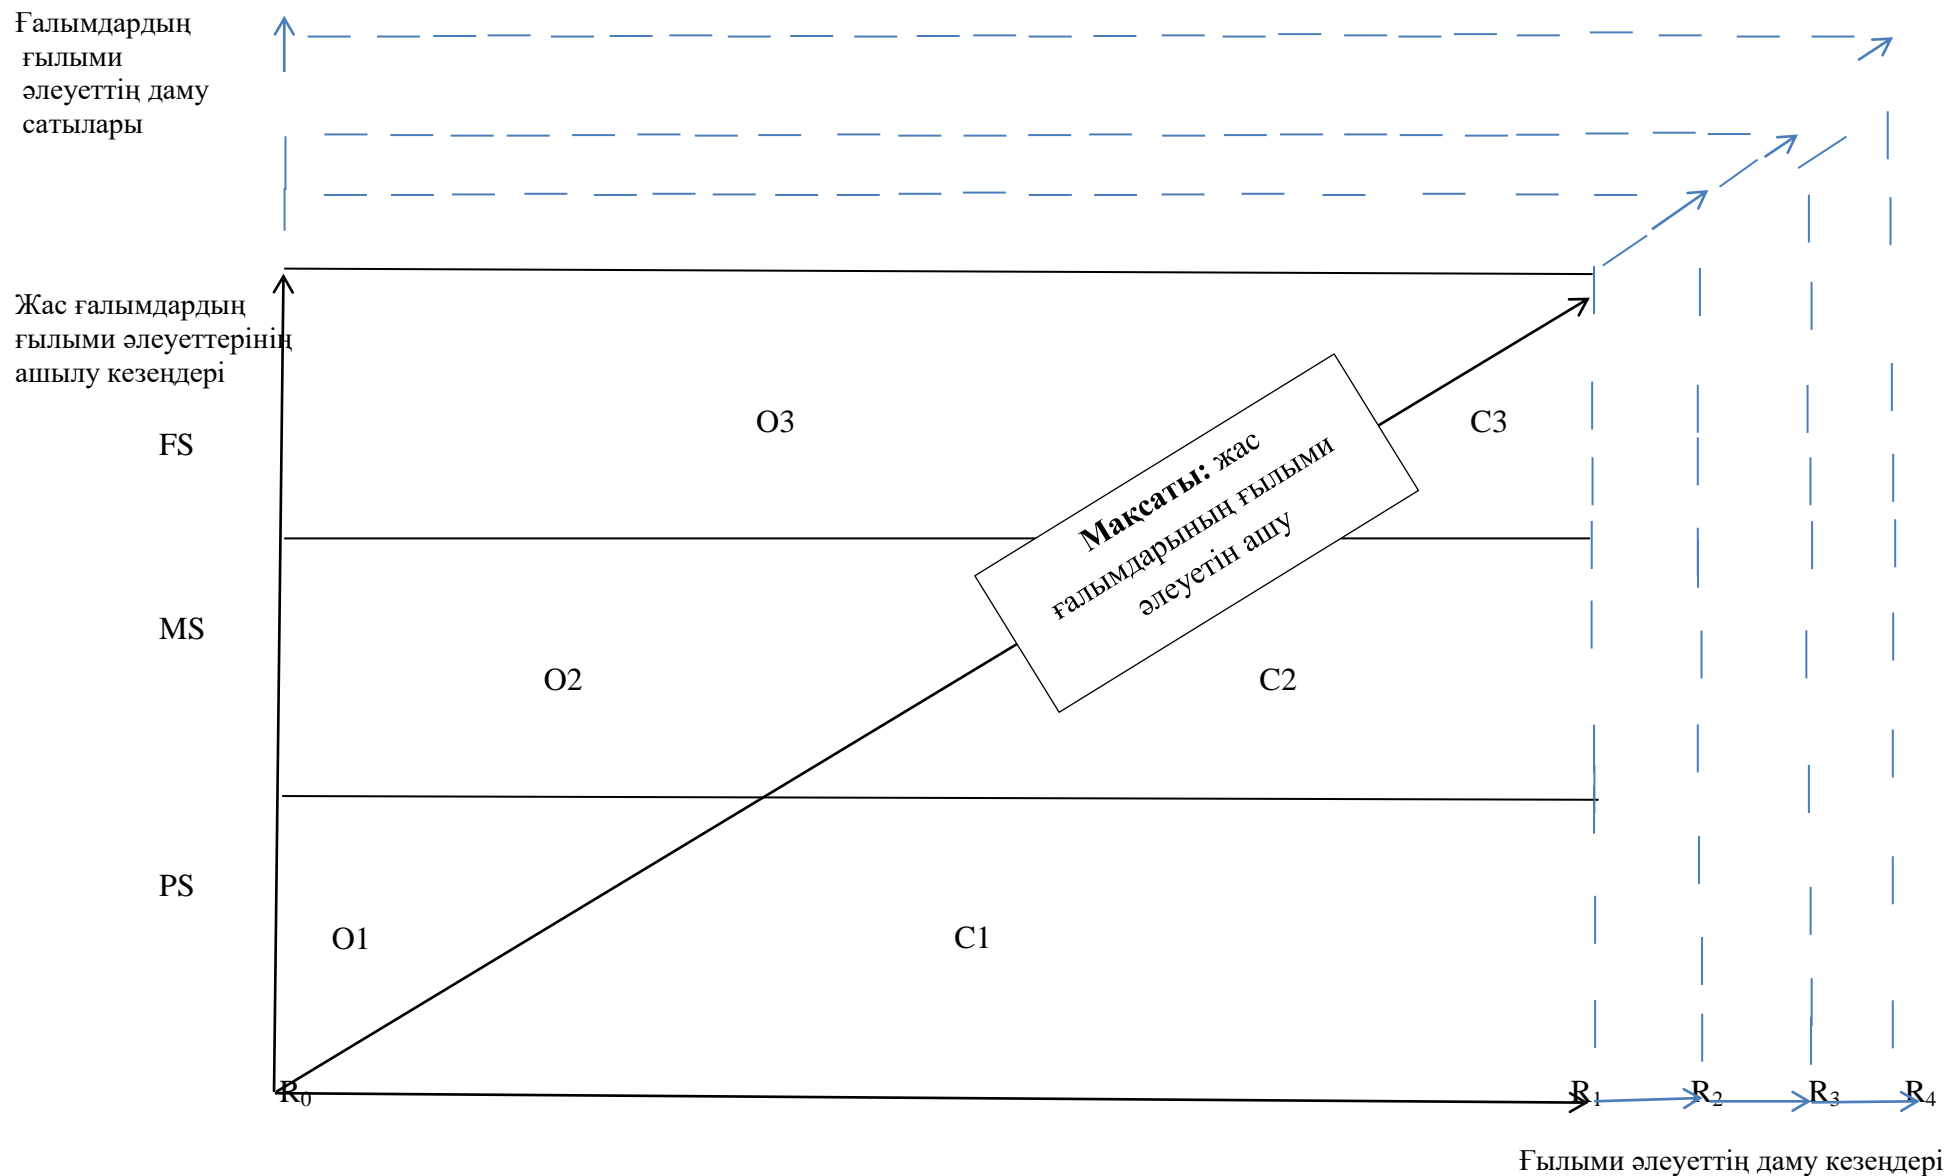 Ғалымдардың
ғылыми
әлеуеттің даму
сатылары
Жас ғалымдардың
ғылыми әлеуеттерінің
ашылу кезеңдері
O3
C3
FS
Мақсаты: жас
ғалымдарының ғылыми
әлеуетін ашу
MS
O2
C2
PS
O1
C1
R₀
R₁
R₂
R₃
R₄
Ғылыми әлеуеттің даму кезеңдері